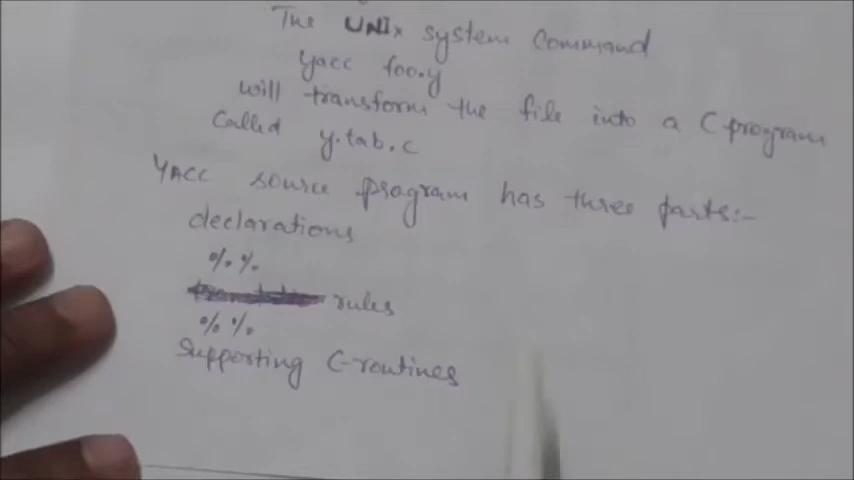 The UNIx system Command
yacc foo.y
will transform the file into a C program
Called y.tab.c
YACC source program has three parts:-
declarations
%%
rules
%%
Supporting C-routines